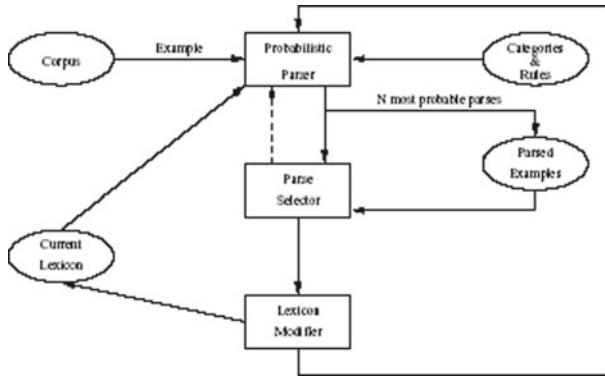 Corpus
Example
Probabilistic
Parser
Categories
&
Rules
N most probable parses
Parsed
Examples
Parse
Selector
Current
Lexicon
Lexicon
Modifier